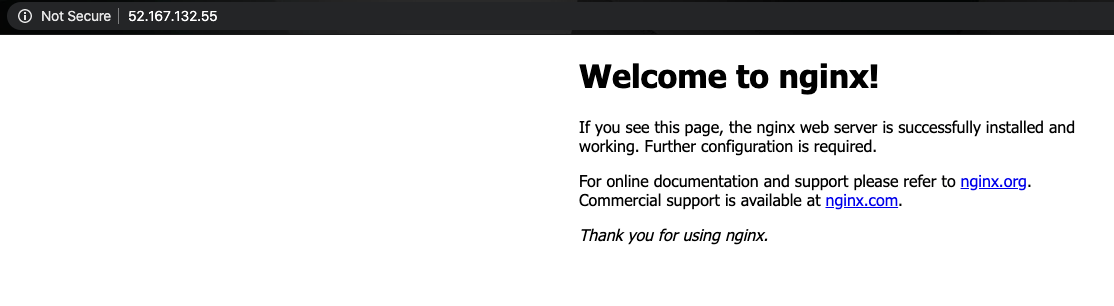 Not Secure 52.167.132.55
Welcome to nginx!
If you see this page, the nginx web server is successfully installed and
working. Further configuration is required.
For online documentation and support please refer to nginx.org.
Commercial support is available at nginx.com.
Thank you for using nginx.